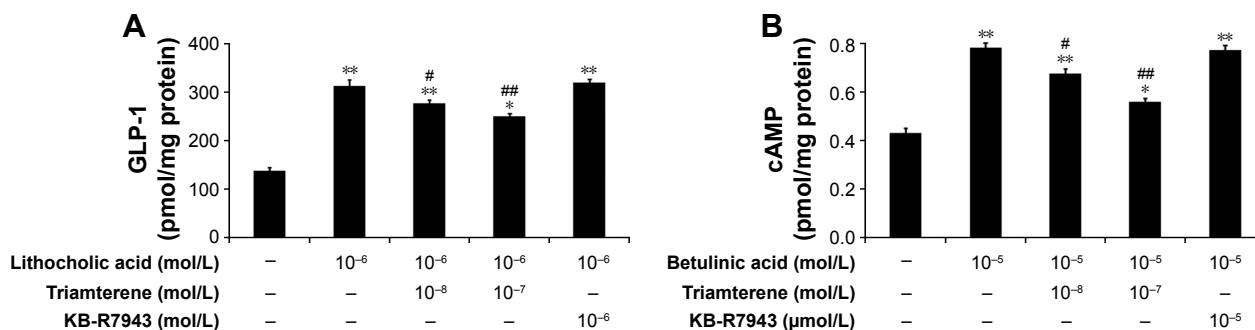 A
GLP-1
(pmol/mg protein)
400
300
200
100
0
**
#
**
##
*
**
Lithocholic acid (mol/L) – 10⁻⁶ 10⁻⁶ 10⁻⁶ 10⁻⁶
Triamterene (mol/L) – – 10⁻⁸ 10⁻⁷ –
KB-R7943 (mol/L) – – – – 10⁻⁶
B
cAMP
(pmol/mg protein)
0.8
0.6
0.4
0.2
0.0
**
#
**
##
*
**
Betulinic acid (mol/L) – 10⁻⁵ 10⁻⁵ 10⁻⁵ 10⁻⁵
Triamterene (mol/L) – – 10⁻⁸ 10⁻⁷ –
KB-R7943 (μmol/L) – – – – 10⁻⁵